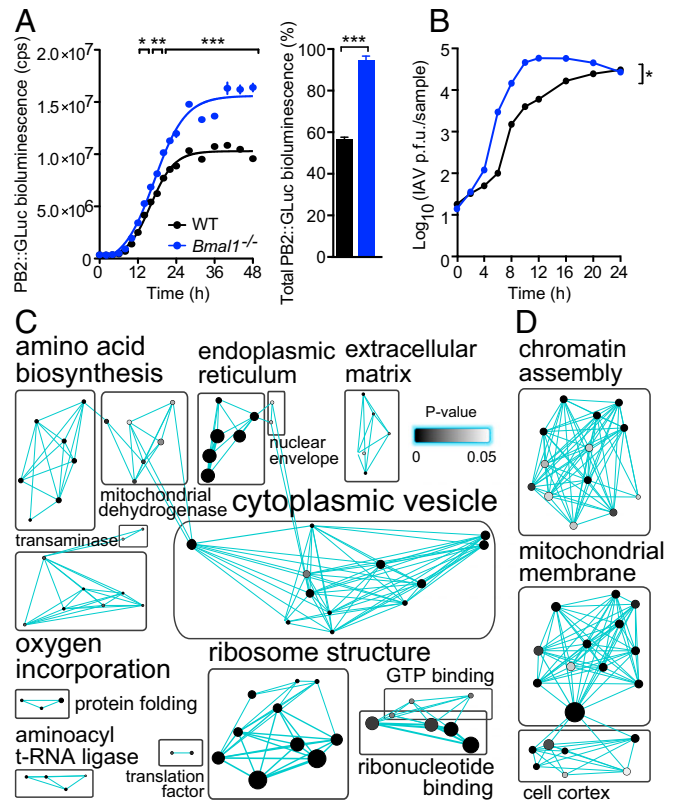 A
PB2::GLuc bioluminescence (cps)
2.0×10⁷
1.5×10⁷
1.0×10⁷
5.0×10⁶
0
* ** ***
WT
Bmal1⁻/⁻
0 12 24 36 48
Time (h)
Total PB2::GLuc bioluminescence (%)
100
80
60
40
20
0
***
B
Log₁₀ (IAV p.f.u./sample)
5
4
3
2
1
0
*
0 4 8 12 16 20 24
Time (h)
C
amino acid
biosynthesis
endoplasmic
reticulum
extracellular
matrix
P-value
0 0.05
nuclear
envelope
mitochondrial
dehydrogenase
cytoplasmic vesicle
transaminase
oxygen
incorporation
protein folding
aminoacyl
t-RNA ligase
ribosome structure
translation
factor
GTP binding
ribonucleotide
binding
D
chromatin
assembly
mitochondrial
membrane
cell cortex